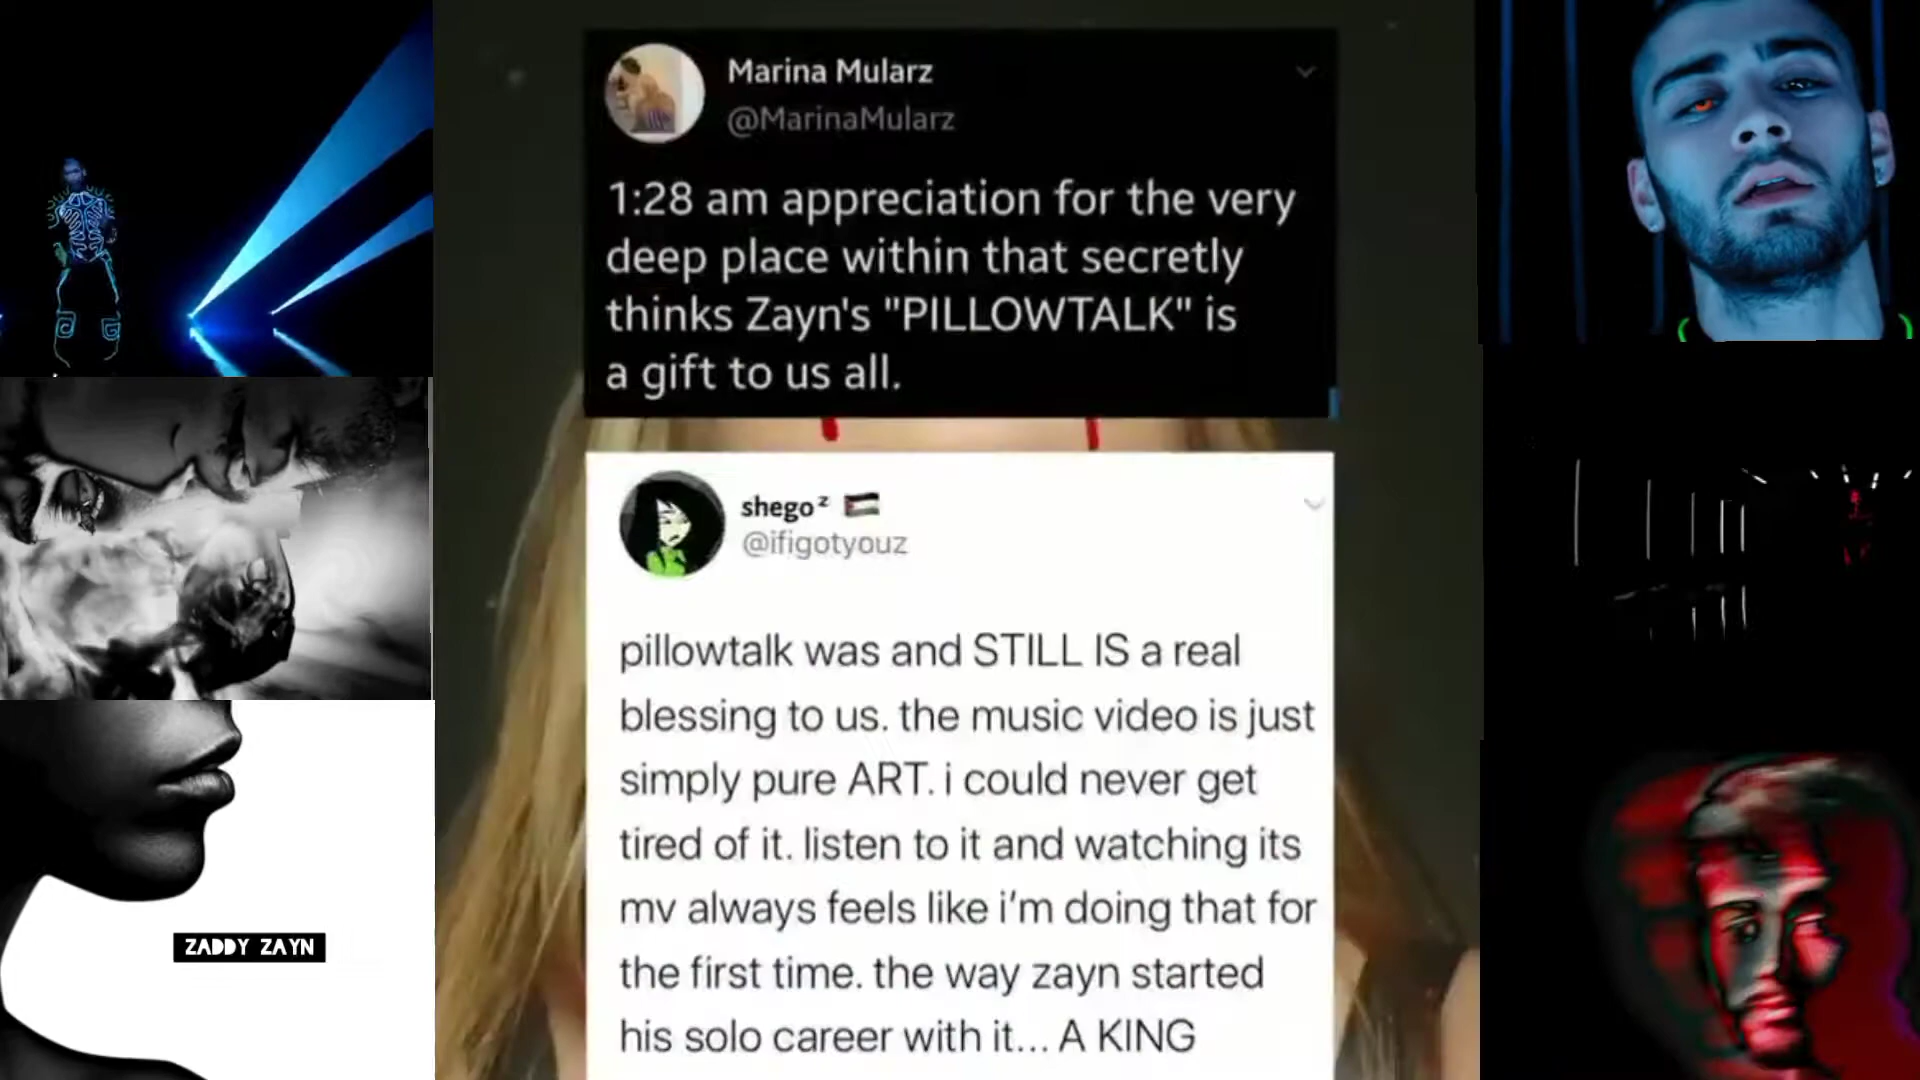 Marina Mularz
@MarinaMularz
1:28 am appreciation for the very
deep place within that secretly
thinks Zayn's "PILLOWTALK" is
a gift to us all.
shego ᶻ 🇵🇸
@ifigotyouz
pillowtalk was and STILL IS a real
blessing to us. the music video is just
simply pure ART. i could never get
tired of it. listen to it and watching its
mv always feels like i'm doing that for
the first time. the way zayn started
his solo career with it... A KING
ZADDY ZAYN